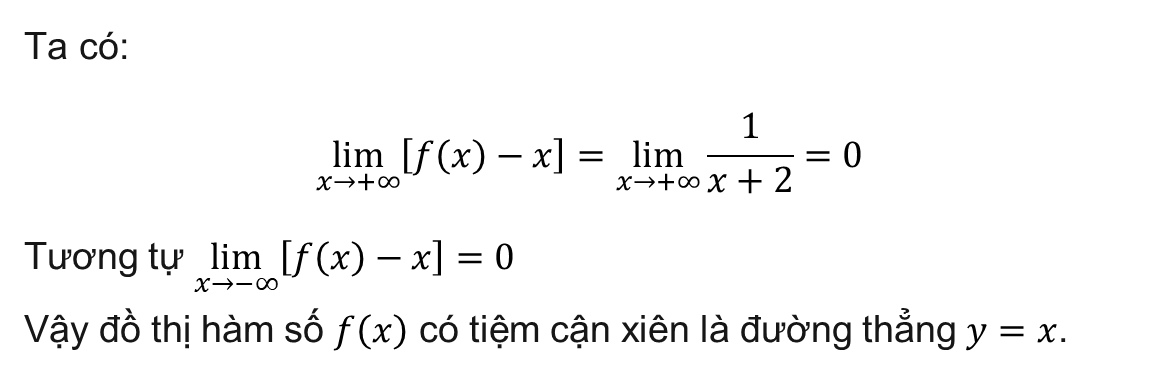 Ta có:
lim_{x→+∞}[f(x) − x] = lim_{x→+∞} \frac{1}{x + 2} = 0
Tương tự lim_{x→−∞}[f(x) − x] = 0
Vậy đồ thị hàm số f(x) có tiệm cận xiên là đường thẳng y = x.